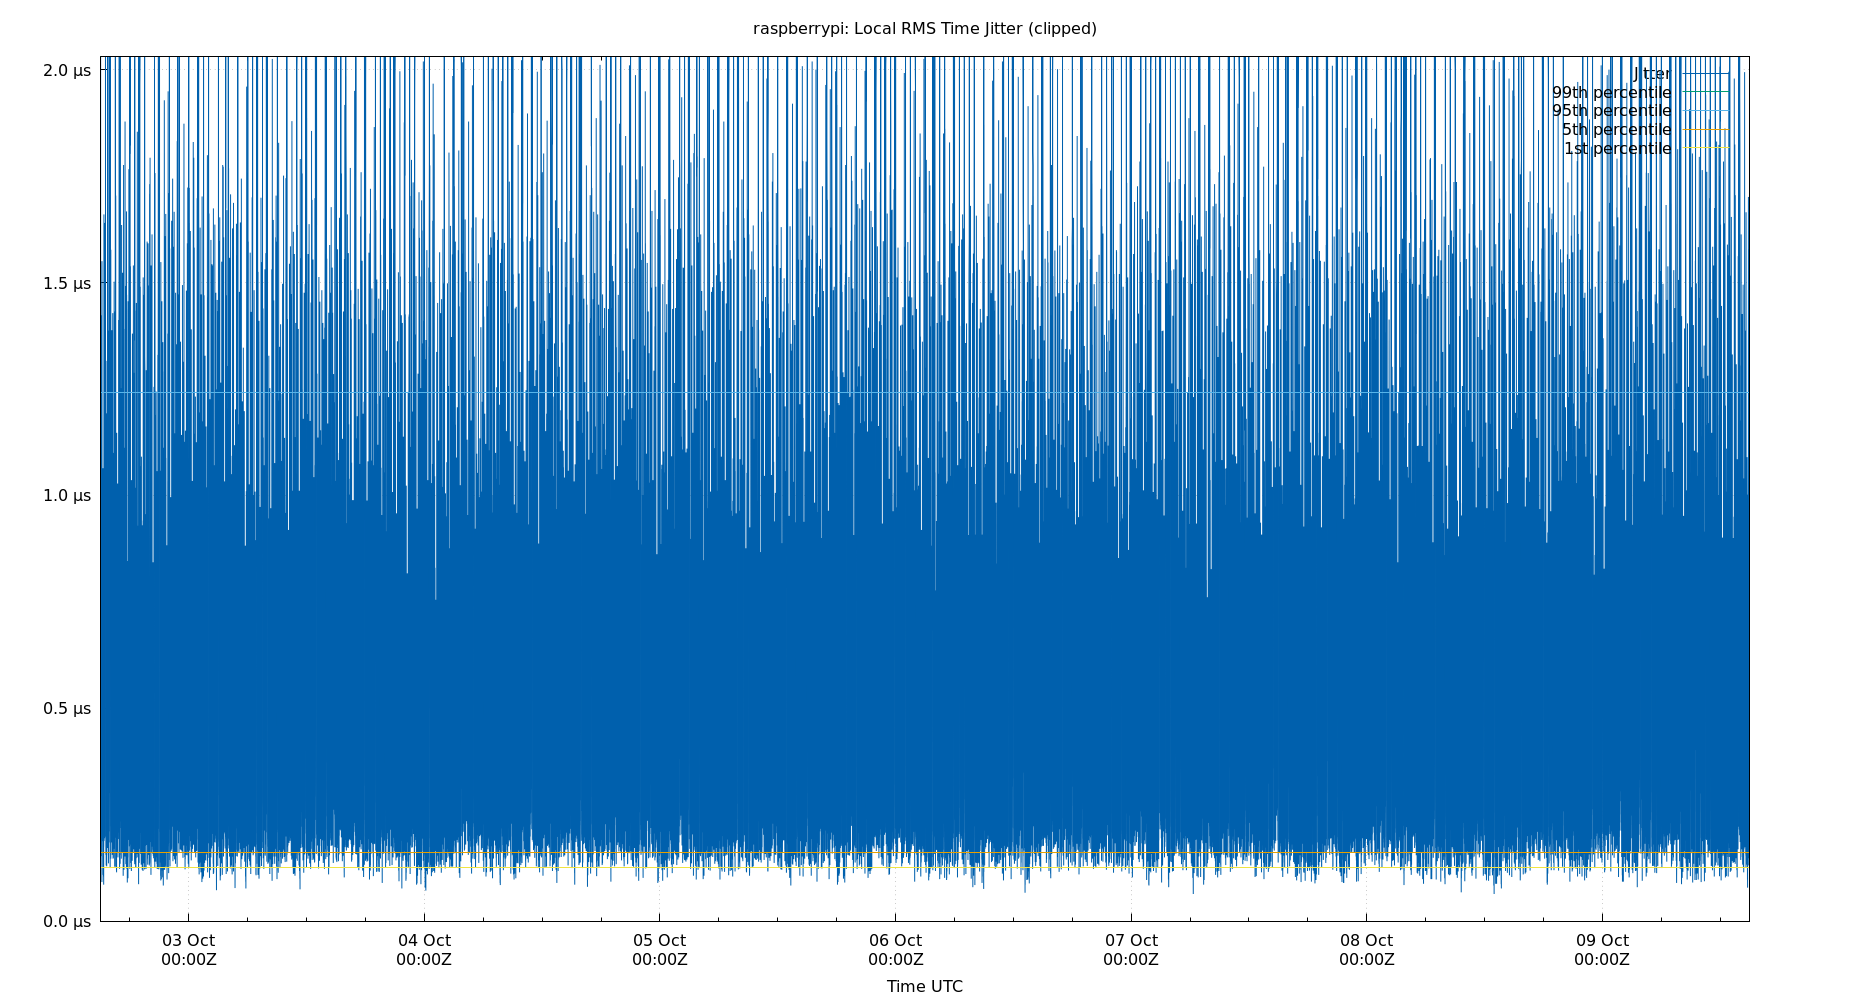 raspberrypi: Local RMS Time Jitter (clipped)
2.0 µs
1.5 µs
1.0 µs
0.5 µs
0.0 µs
Jitter
99th percentile
95th percentile
5th percentile
1st percentile
03 Oct
00:00Z
04 Oct
00:00Z
05 Oct
00:00Z
06 Oct
00:00Z
07 Oct
00:00Z
08 Oct
00:00Z
09 Oct
00:00Z
Time UTC